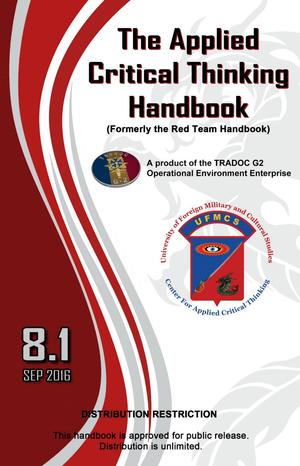 The Applied
Critical Thinking
Handbook
(Formerly the Red Team Handbook)
A product of the TRADOC G2
Operational Environment Enterprise
University of Foreign Military and Cultural Studies
UFMCS
Center For Applied Critical Thinking
8.1
SEP 2016
DISTRIBUTION RESTRICTION
This handbook is approved for public release.
Distribution is unlimited.